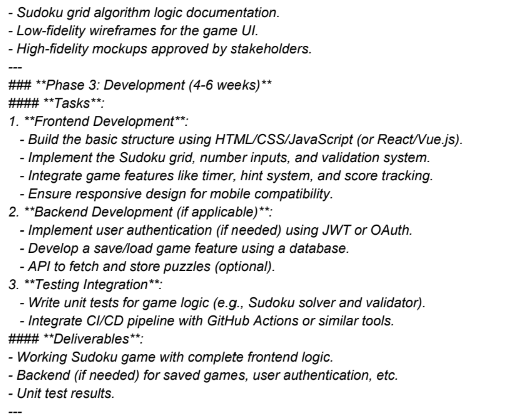 - Sudoku grid algorithm logic documentation.
- Low-fidelity wireframes for the game UI.
- High-fidelity mockups approved by stakeholders.
---
### **Phase 3: Development (4-6 weeks)**
#### **Tasks**:
1. **Frontend Development**:
- Build the basic structure using HTML/CSS/JavaScript (or React/Vue.js).
- Implement the Sudoku grid, number inputs, and validation system.
- Integrate game features like timer, hint system, and score tracking.
- Ensure responsive design for mobile compatibility.
2. **Backend Development (if applicable)**:
- Implement user authentication (if needed) using JWT or OAuth.
- Develop a save/load game feature using a database.
- API to fetch and store puzzles (optional).
3. **Testing Integration**:
- Write unit tests for game logic (e.g., Sudoku solver and validator).
- Integrate CI/CD pipeline with GitHub Actions or similar tools.
#### **Deliverables**:
- Working Sudoku game with complete frontend logic.
- Backend (if needed) for saved games, user authentication, etc.
- Unit test results.
---